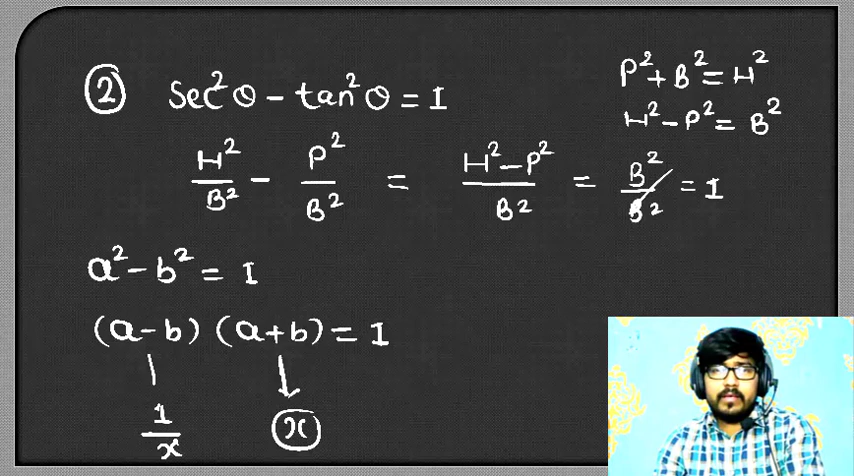 ② Sec²θ − tan²θ = 1
P² + B² = H²
H² − P² = B²
H²/B² − P²/B² = H² − P²/B² = B²/B² = 1
a² − b² = 1
(a − b) (a + b) = 1
1/x x